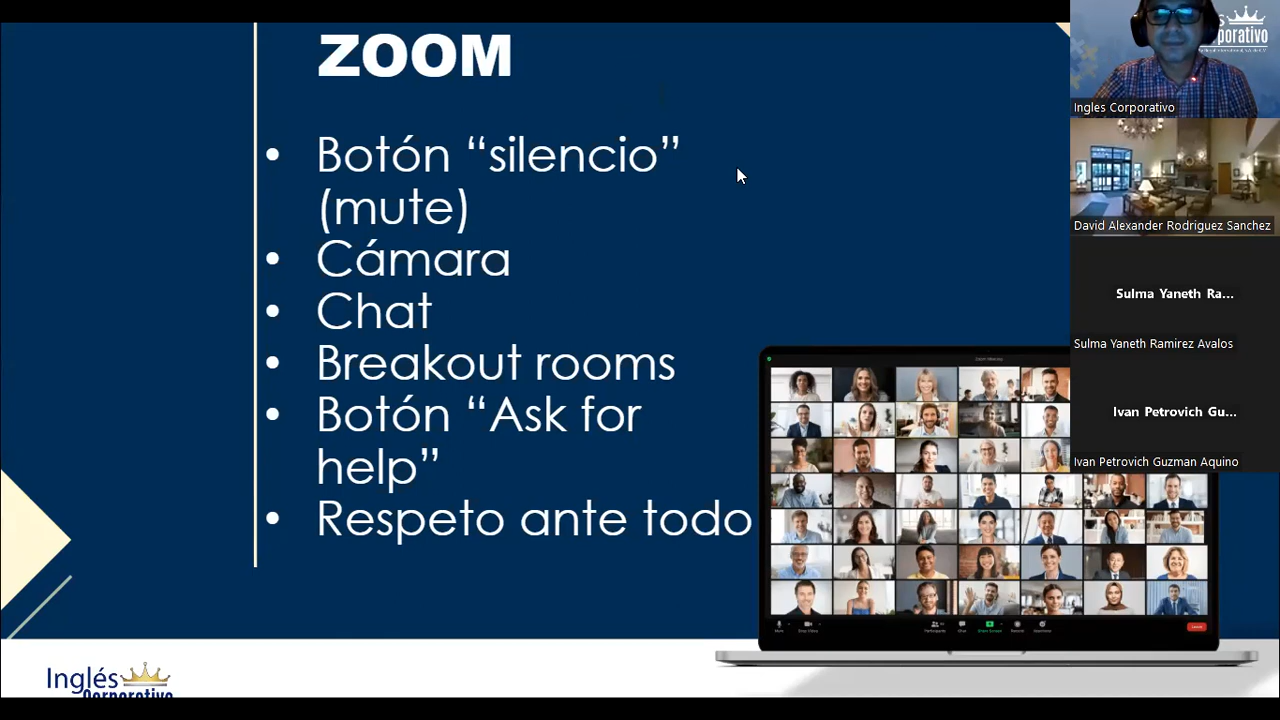 ZOOM
• Botón “silencio”
(mute)
• Cámara
• Chat
• Breakout rooms
• Botón “Ask for
help”
• Respeto ante todo
Inglés
Corporativo
Ingles Corporativo
David Alexander Rodriguez Sanchez
Sulma Yaneth Ra...
Sulma Yaneth Ramirez Avalos
Ivan Petrovich Gu...
Ivan Petrovich Guzman Aquino